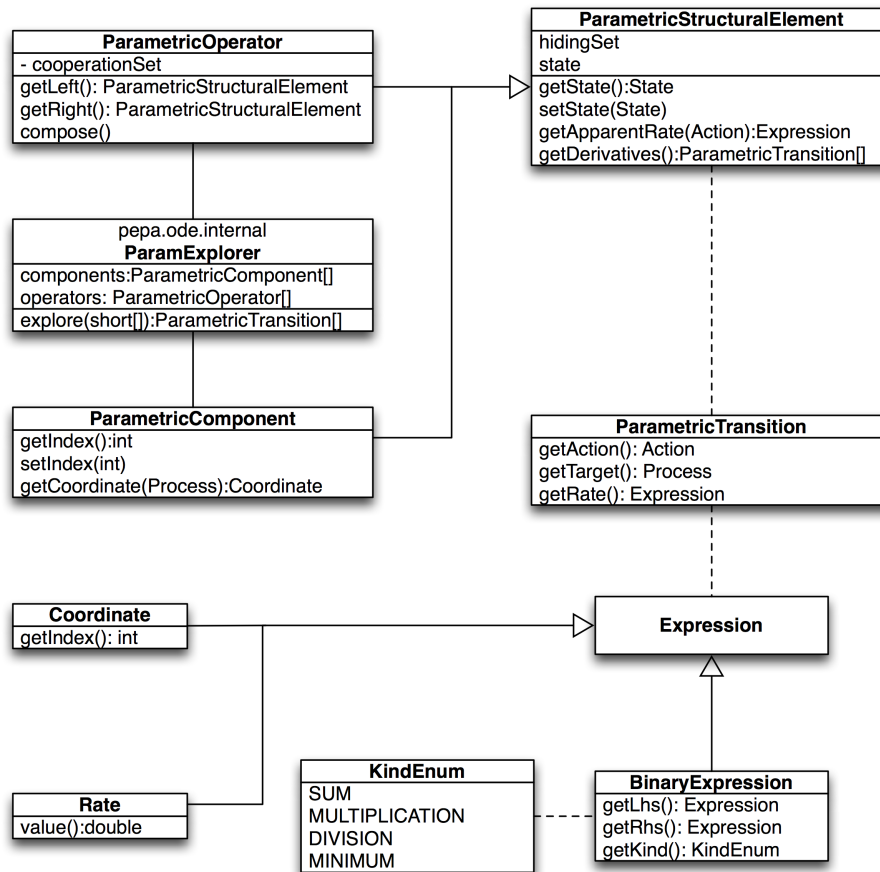 ParametricOperator
- cooperationSet
getLeft(): ParametricStructuralElement
getRight(): ParametricStructuralElement
compose()
ParametricStructuralElement
hidingSet
state
getState():State
setState(State)
getApparentRate(Action):Expression
getDerivatives():ParametricTransition[]
pepa.ode.internal
ParamExplorer
components:ParametricComponent[]
operators: ParametricOperator[]
explore(short[]):ParametricTransition[]
ParametricComponent
getIndex():int
setIndex(int)
getCoordinate(Process):Coordinate
ParametricTransition
getAction(): Action
getTarget(): Process
getRate(): Expression
Coordinate
getIndex(): int
Expression
Rate
value():double
KindEnum
SUM
MULTIPLICATION
DIVISION
MINIMUM
BinaryExpression
getLhs(): Expression
getRhs(): Expression
getKind(): KindEnum